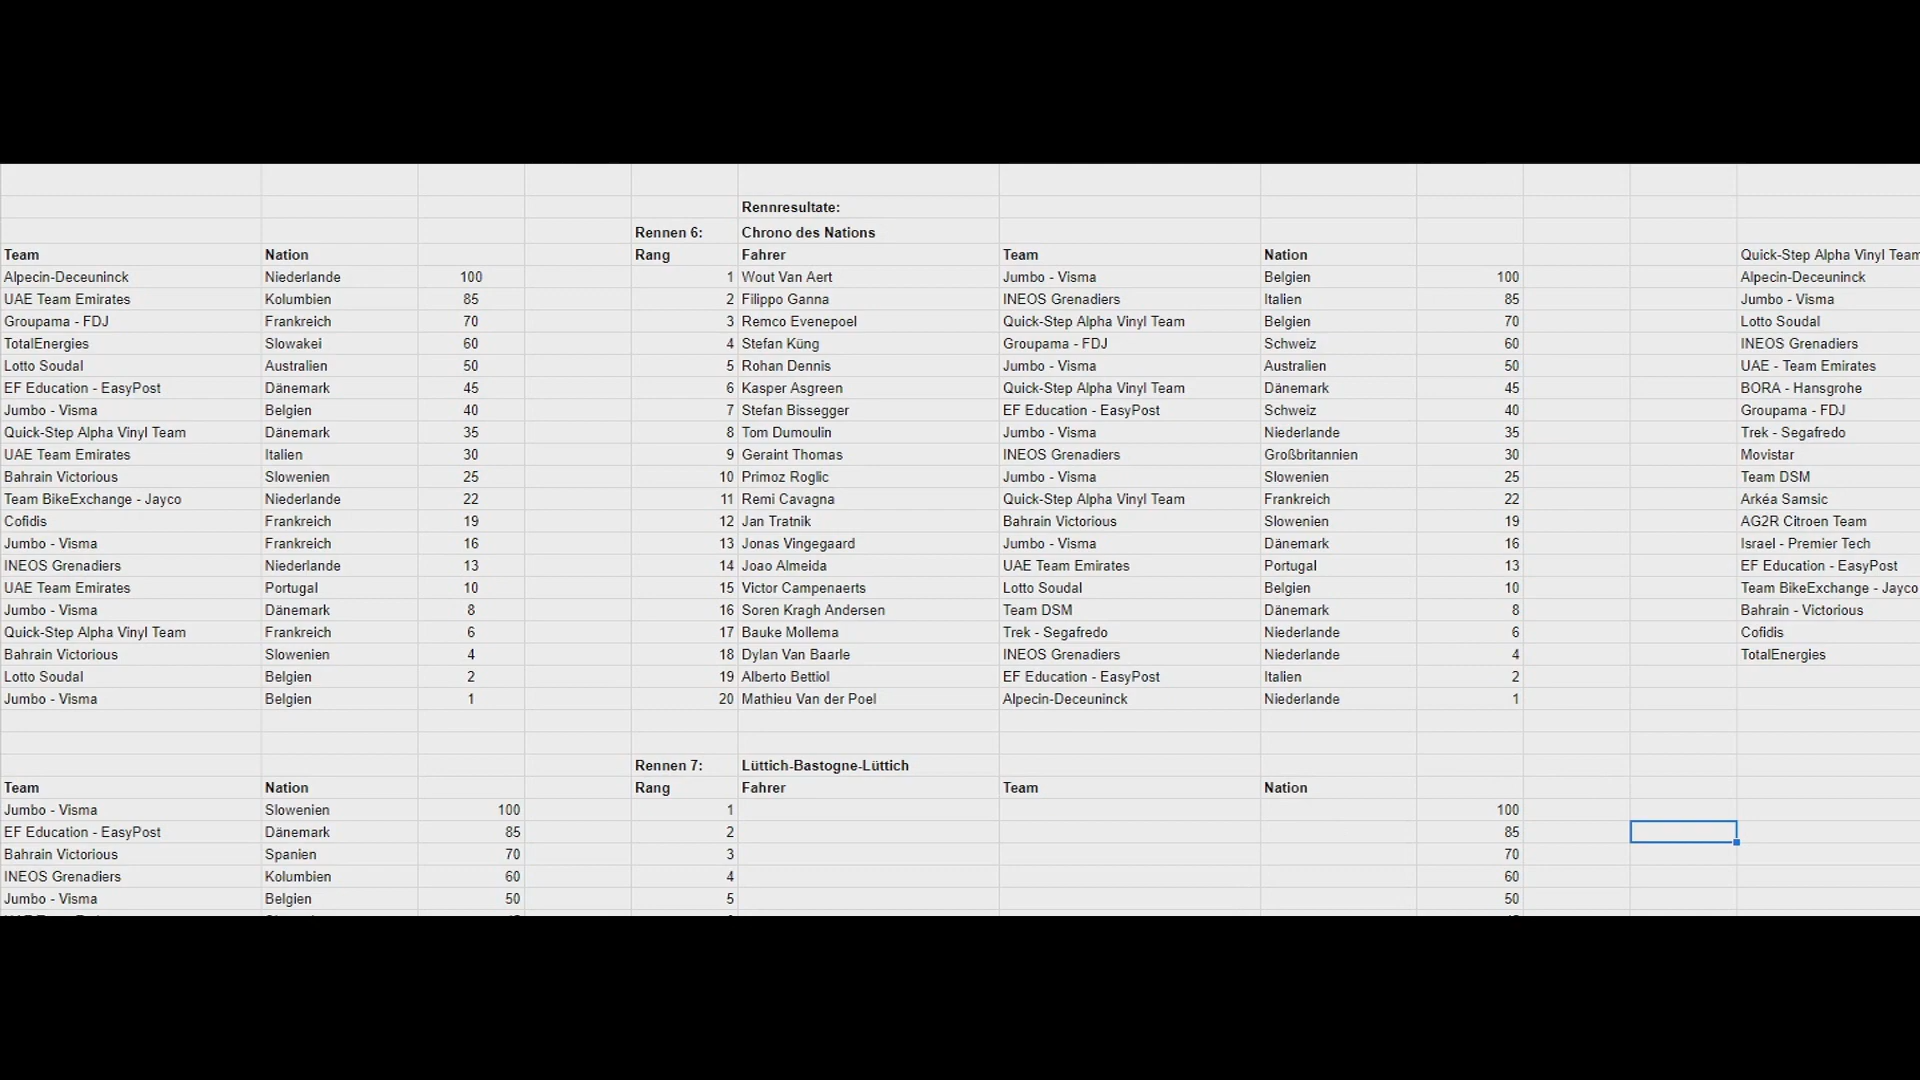 Rennresultate:
Rennen 6: Chrono des Nations
Team Nation Rang Fahrer Team Nation Quick-Step Alpha Vinyl Team
Alpecin-Deceuninck Niederlande 100 1 Wout Van Aert Jumbo - Visma Belgien 100 Alpecin-Deceuninck
UAE Team Emirates Kolumbien 85 2 Filippo Ganna INEOS Grenadiers Italien 85 Jumbo - Visma
Groupama - FDJ Frankreich 70 3 Remco Evenepoel Quick-Step Alpha Vinyl Team Belgien 70 Lotto Soudal
TotalEnergies Slowakei 60 4 Stefan Küng Groupama - FDJ Schweiz 60 INEOS Grenadiers
Lotto Soudal Australien 50 5 Rohan Dennis Jumbo - Visma Australien 50 UAE - Team Emirates
EF Education - EasyPost Dänemark 45 6 Kasper Asgreen Quick-Step Alpha Vinyl Team Dänemark 45 BORA - Hansgrohe
Jumbo - Visma Belgien 40 7 Stefan Bissegger EF Education - EasyPost Schweiz 40 Groupama - FDJ
Quick-Step Alpha Vinyl Team Dänemark 35 8 Tom Dumoulin Jumbo - Visma Niederlande 35 Trek - Segafredo
UAE Team Emirates Italien 30 9 Geraint Thomas INEOS Grenadiers Großbritannien 30 Movistar
Bahrain Victorious Slowenien 25 10 Primoz Roglic Jumbo - Visma Slowenien 25 Team DSM
Team BikeExchange - Jayco Niederlande 22 11 Remi Cavagna Quick-Step Alpha Vinyl Team Frankreich 22 Arkéa Samsic
Cofidis Frankreich 19 12 Jan Tratnik Bahrain Victorious Slowenien 19 AG2R Citroen Team
Jumbo - Visma Frankreich 16 13 Jonas Vingegaard Jumbo - Visma Dänemark 16 Israel - Premier Tech
INEOS Grenadiers Niederlande 13 14 Joao Almeida UAE Team Emirates Portugal 13 EF Education - EasyPost
UAE Team Emirates Portugal 10 15 Victor Campenaerts Lotto Soudal Belgien 10 Team BikeExchange - Jayco
Jumbo - Visma Dänemark 8 16 Soren Kragh Andersen Team DSM Dänemark 8 Bahrain - Victorious
Quick-Step Alpha Vinyl Team Frankreich 6 17 Bauke Mollema Trek - Segafredo Niederlande 6 Cofidis
Bahrain Victorious Slowenien 4 18 Dylan Van Baarle INEOS Grenadiers Niederlande 4 TotalEnergies
Lotto Soudal Belgien 2 19 Alberto Bettiol EF Education - EasyPost Italien 2
Jumbo - Visma Belgien 1 20 Mathieu Van der Poel Alpecin-Deceuninck Niederlande 1
Rennen 7: Lüttich-Bastogne-Lüttich
Team Nation Rang Fahrer Team Nation
Jumbo - Visma Slowenien 100 1 100
EF Education - EasyPost Dänemark 85 2 85
Bahrain Victorious Spanien 70 3 70
INEOS Grenadiers Kolumbien 60 4 60
Jumbo - Visma Belgien 50 5 50